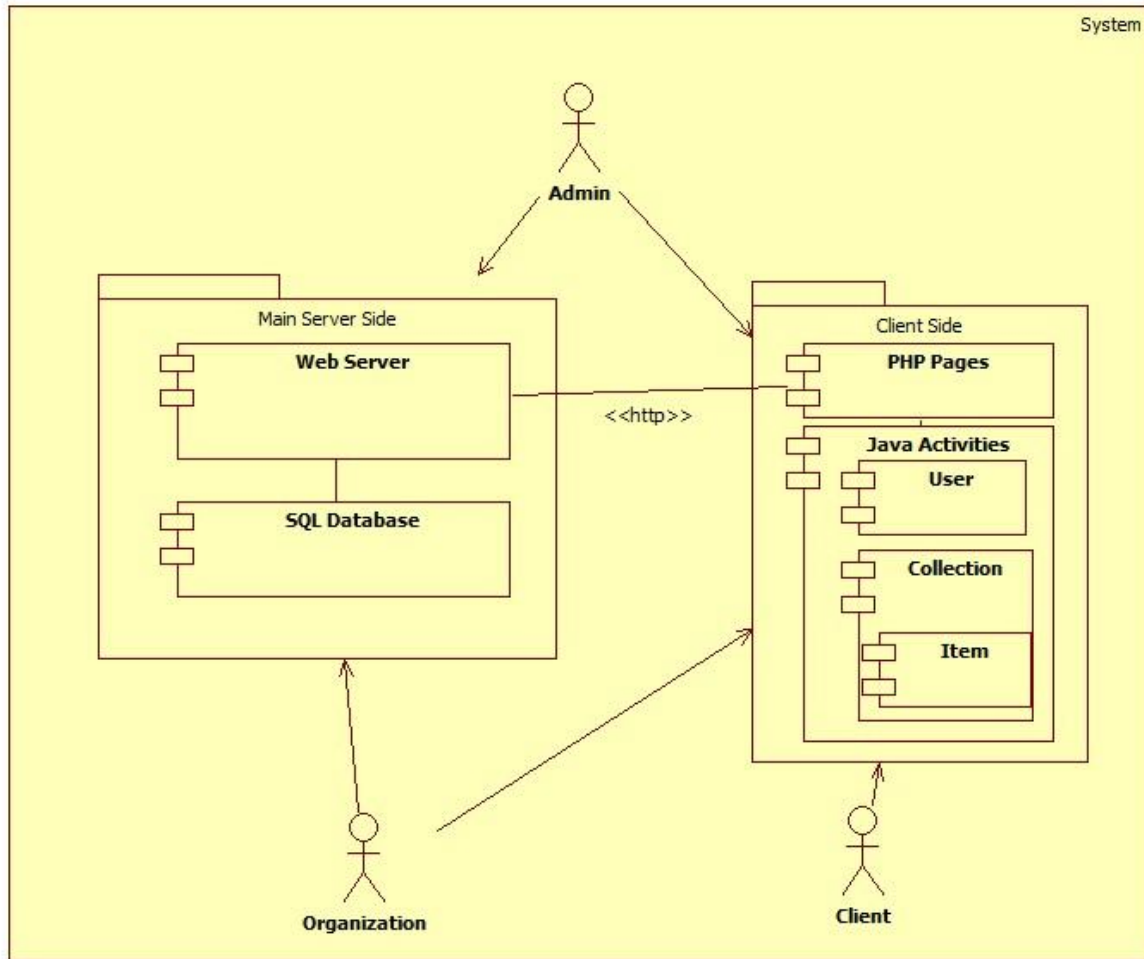 System
Admin
Main Server Side
Web Server
SQL Database
<<http>>
Client Side
PHP Pages
Java Activities
User
Collection
Item
Organization
Client